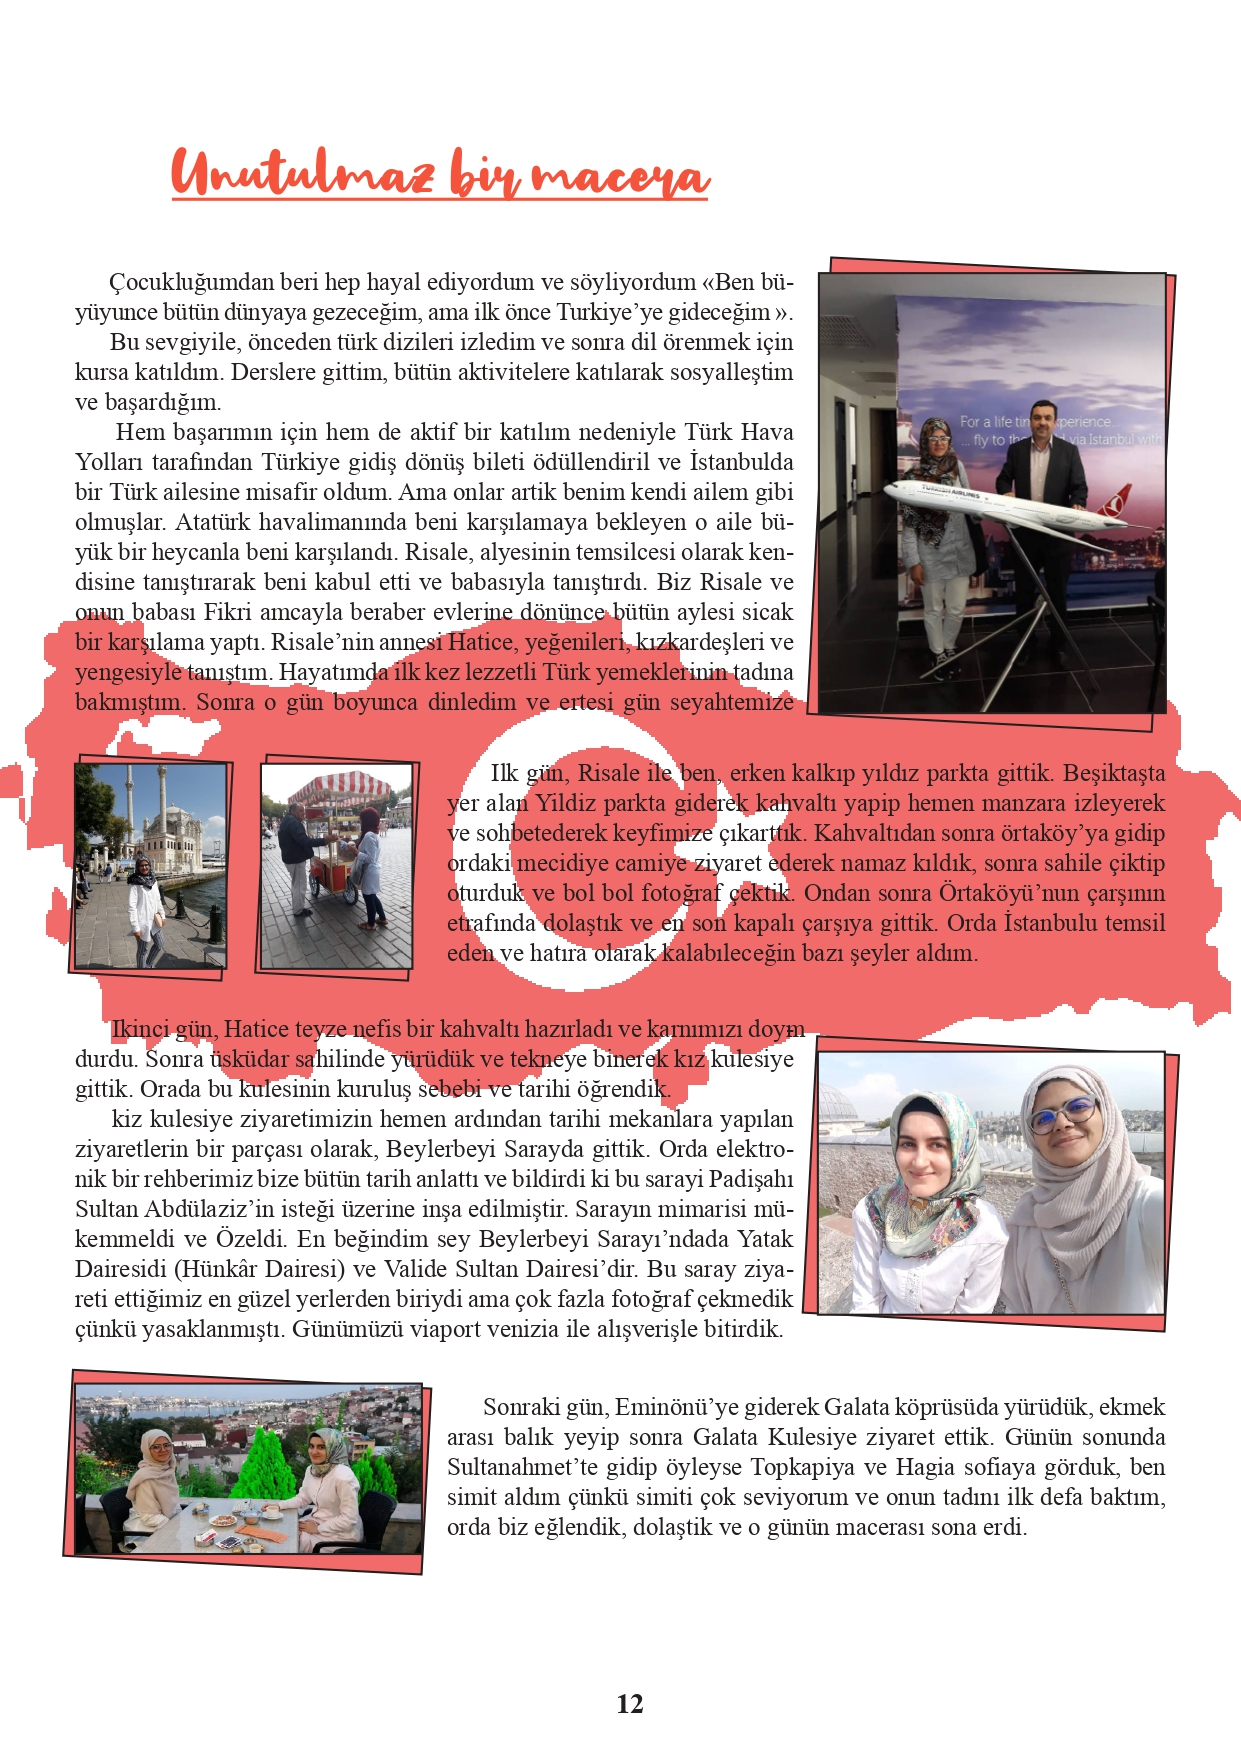 Unutulmaz bir macera
Çocukluğumdan beri hep hayal ediyordum ve söyliyordum «Ben bü-
yüyunce bütün dünyaya gezeceğim, ama ilk önce Turkiye’ye gideceğim ».
Bu sevgiyile, önceden türk dizileri izledim ve sonra dil örenmek için
kursa katıldım. Derslere gittim, bütün aktivitelere katılarak sosyalleştim
ve başardığım.
Hem başarımın için hem de aktif bir katılım nedeniyle Türk Hava
Yolları tarafından Türkiye gidiş dönüş bileti ödüllendiril ve İstanbulda
bir Türk ailesine misafir oldum. Ama onlar artik benim kendi ailem gibi
olmuşlar. Atatürk havalimanında beni karşılamaya bekleyen o aile bü-
yük bir heycanla beni karşılandı. Risale, alyesinin temsilcesi olarak ken-
disine tanıştırarak beni kabul etti ve babasıyla tanıştırdı. Biz Risale ve
onun babası Fikri amcayla beraber evlerine dönünce bütün aylesi sicak
bir karşılama yaptı. Risale’nin annesi Hatice, yeğenileri, kızkardeşleri ve
yengesiyle tanıştım. Hayatımda ilk kez lezzetli Türk yemeklerinin tadına
bakmıştım. Sonra o gün boyunca dinledim ve ertesi gün seyahtemize
For a life time experience...
... fly to the via Istanbul with
TURKISH AIRLINES
Ilk gün, Risale ile ben, erken kalkıp yıldız parkta gittik. Beşiktaşta
yer alan Yildiz parkta giderek kahvaltı yapip hemen manzara izleyerek
ve sohbetederek keyfimize çıkarttık. Kahvaltıdan sonra örtaköy’ya gidip
ordaki mecidiye camiye ziyaret ederek namaz kıldık, sonra sahile çiktip
oturduk ve bol bol fotoğraf çektik. Ondan sonra Örtaköyü’nun çarşının
etrafında dolaştık ve en son kapalı çarşıya gittik. Orda İstanbulu temsil
eden ve hatıra olarak kalabıleceğin bazı şeyler aldım.
Ikinci gün, Hatice teyze nefis bir kahvaltı hazırladı ve karnımızı doym-
durdu. Sonra üsküdar sahilinde yürüdük ve tekneye binerek kız kulesiye
gittik. Orada bu kulesinin kuruluş sebebi ve tarihi öğrendik.
kiz kulesiye ziyaretimizin hemen ardından tarihi mekanlara yapılan
ziyaretlerin bir parçası olarak, Beylerbeyi Sarayda gittik. Orda elektro-
nik bir rehberimiz bize bütün tarih anlattı ve bildirdi ki bu sarayi Padişahı
Sultan Abdülaziz’in isteği üzerine inşa edilmiştir. Sarayın mimarisi mü-
kemmeldi ve Özeldi. En beğindim sey Beylerbeyi Sarayı’ndada Yatak
Dairesidi (Hünkâr Dairesi) ve Valide Sultan Dairesi’dir. Bu saray ziya-
reti ettiğimiz en güzel yerlerden biriydi ama çok fazla fotoğraf çekmedik
çünkü yasaklanmıştı. Günümüzü viaport venizia ile alışverişle bitirdik.
Sonraki gün, Eminönü’ye giderek Galata köprüsüda yürüdük, ekmek
arası balık yeyip sonra Galata Kulesiye ziyaret ettik. Günün sonunda
Sultanahmet’te gidip öyleyse Topkapiya ve Hagia sofiaya görduk, ben
simit aldım çünkü simiti çok seviyorum ve onun tadını ilk defa baktım,
orda biz eğlendik, dolaştik ve o günün macerası sona erdi.
12